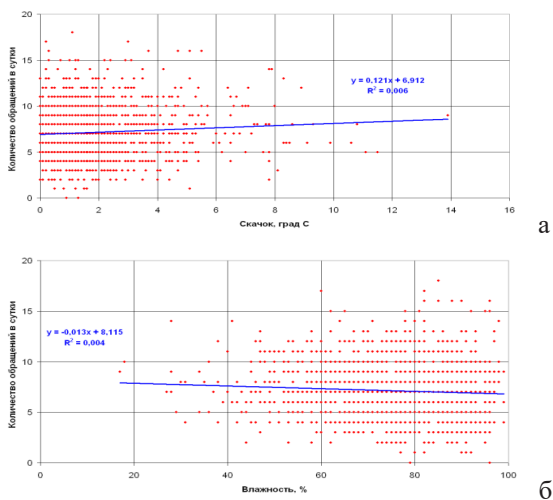 20
15
10
5
0
Количество обращений в сутки
y = 0,121x + 6,912
R² = 0,006
0 2 4 6 8 10 12 14 16
Скачок, град С
а
20
15
10
5
0
Количество обращений в сутки
y = -0,013x + 8,115
R² = 0,004
0 20 40 60 80 100
Влажность, %
б